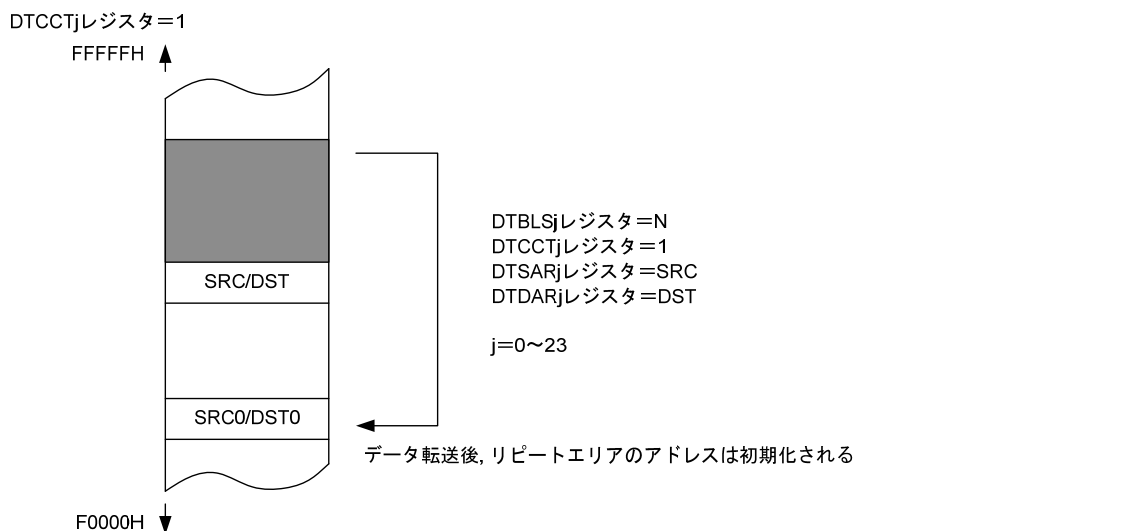 DTCCTjレジスタ＝1
FFFFFH
SRC/DST
DTBLSjレジスタ＝N
DTCCTjレジスタ＝1
DTSARjレジスタ＝SRC
DTDARjレジスタ＝DST
j＝0～23
SRC0/DST0
データ転送後, リピートエリアのアドレスは初期化される
F0000H